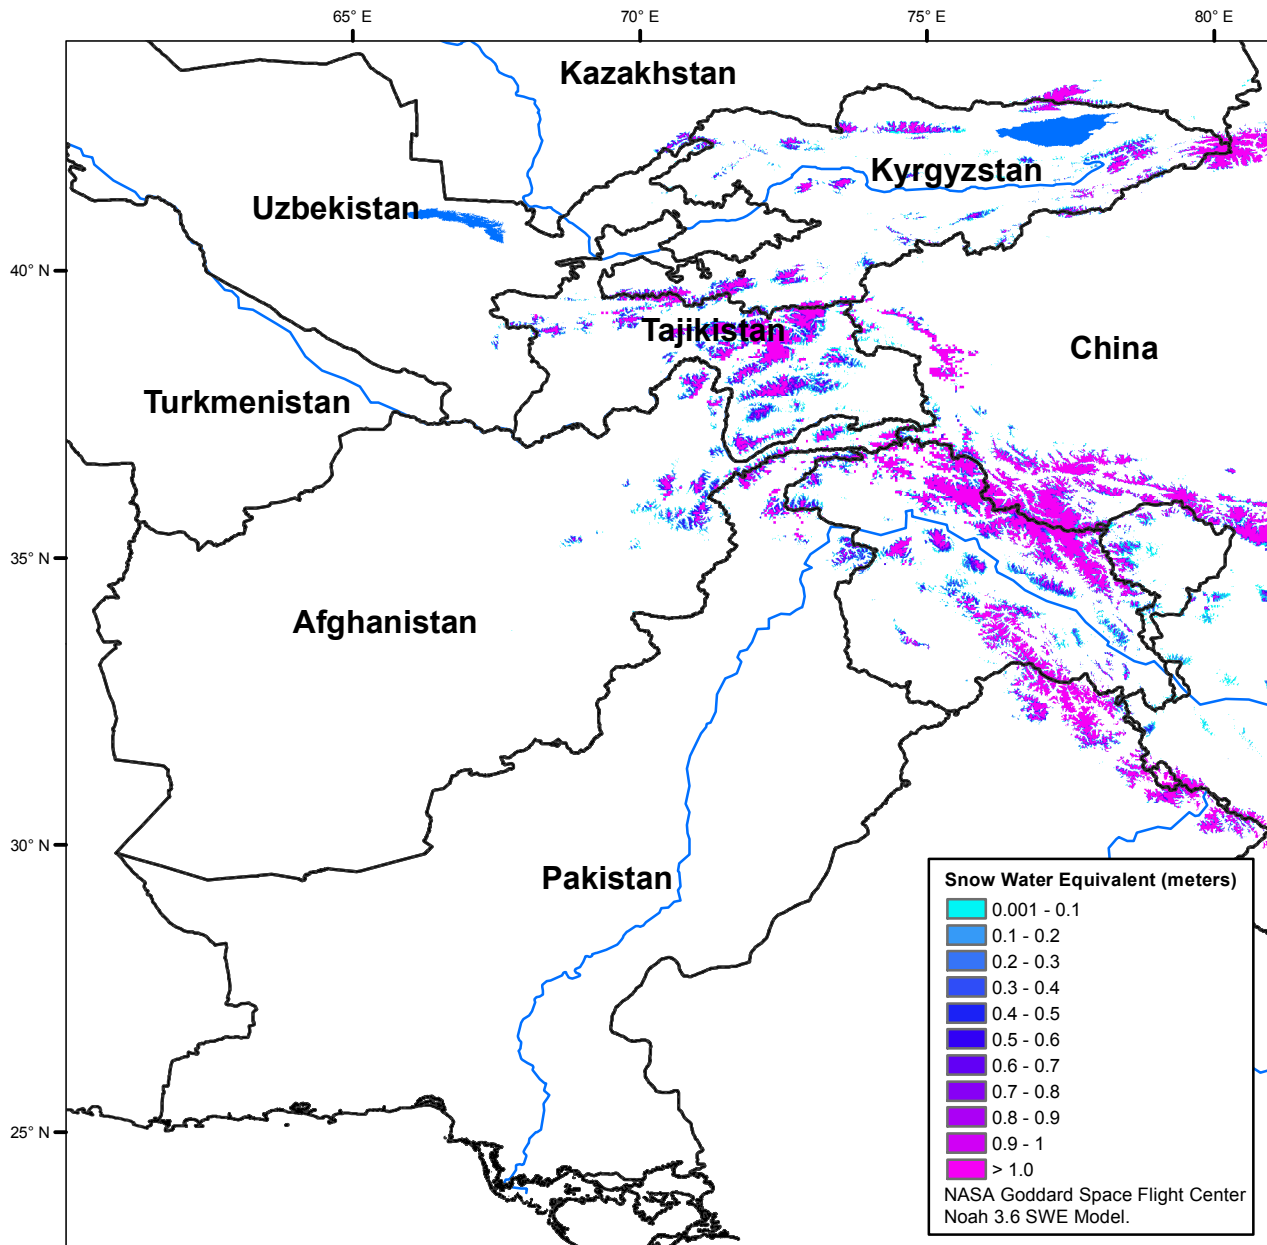 65° E
70° E
75° E
80° E
Kazakhstan
Kyrgyzstan
Uzbekistan
40° N
Tajikistan
China
Turkmenistan
35° N
Afghanistan
30° N
Pakistan
Snow Water Equivalent (meters)
0.001 - 0.1
0.1 - 0.2
0.2 - 0.3
0.3 - 0.4
0.4 - 0.5
0.5 - 0.6
0.6 - 0.7
0.7 - 0.8
0.8 - 0.9
0.9 - 1
> 1.0
NASA Goddard Space Flight Center
Noah 3.6 SWE Model.
25° N